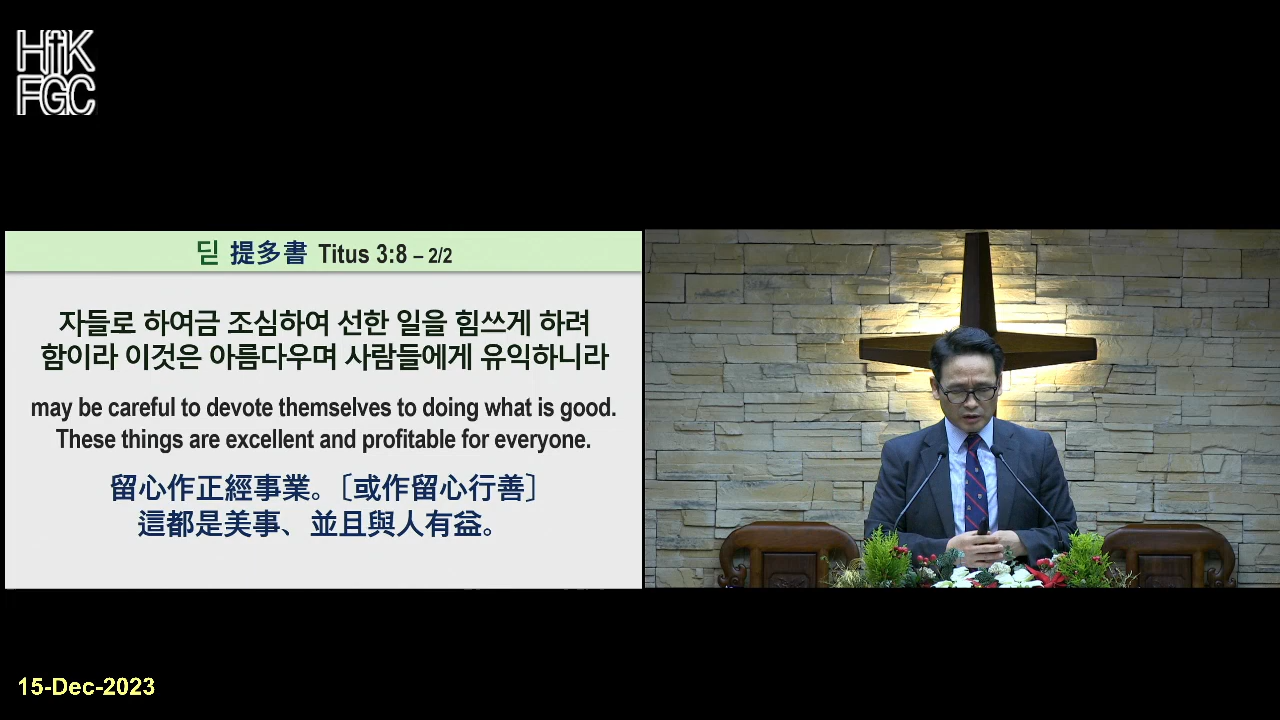 HfK
FGC
딛 提多書 Titus 3:8 – 2/2
자들로 하여금 조심하여 선한 일을 힘쓰게 하려
함이라 이것은 아름다우며 사람들에게 유익하니라
may be careful to devote themselves to doing what is good.
These things are excellent and profitable for everyone.
留心作正經事業。〔或作留心行善〕
這都是美事、並且與人有益。
15-Dec-2023